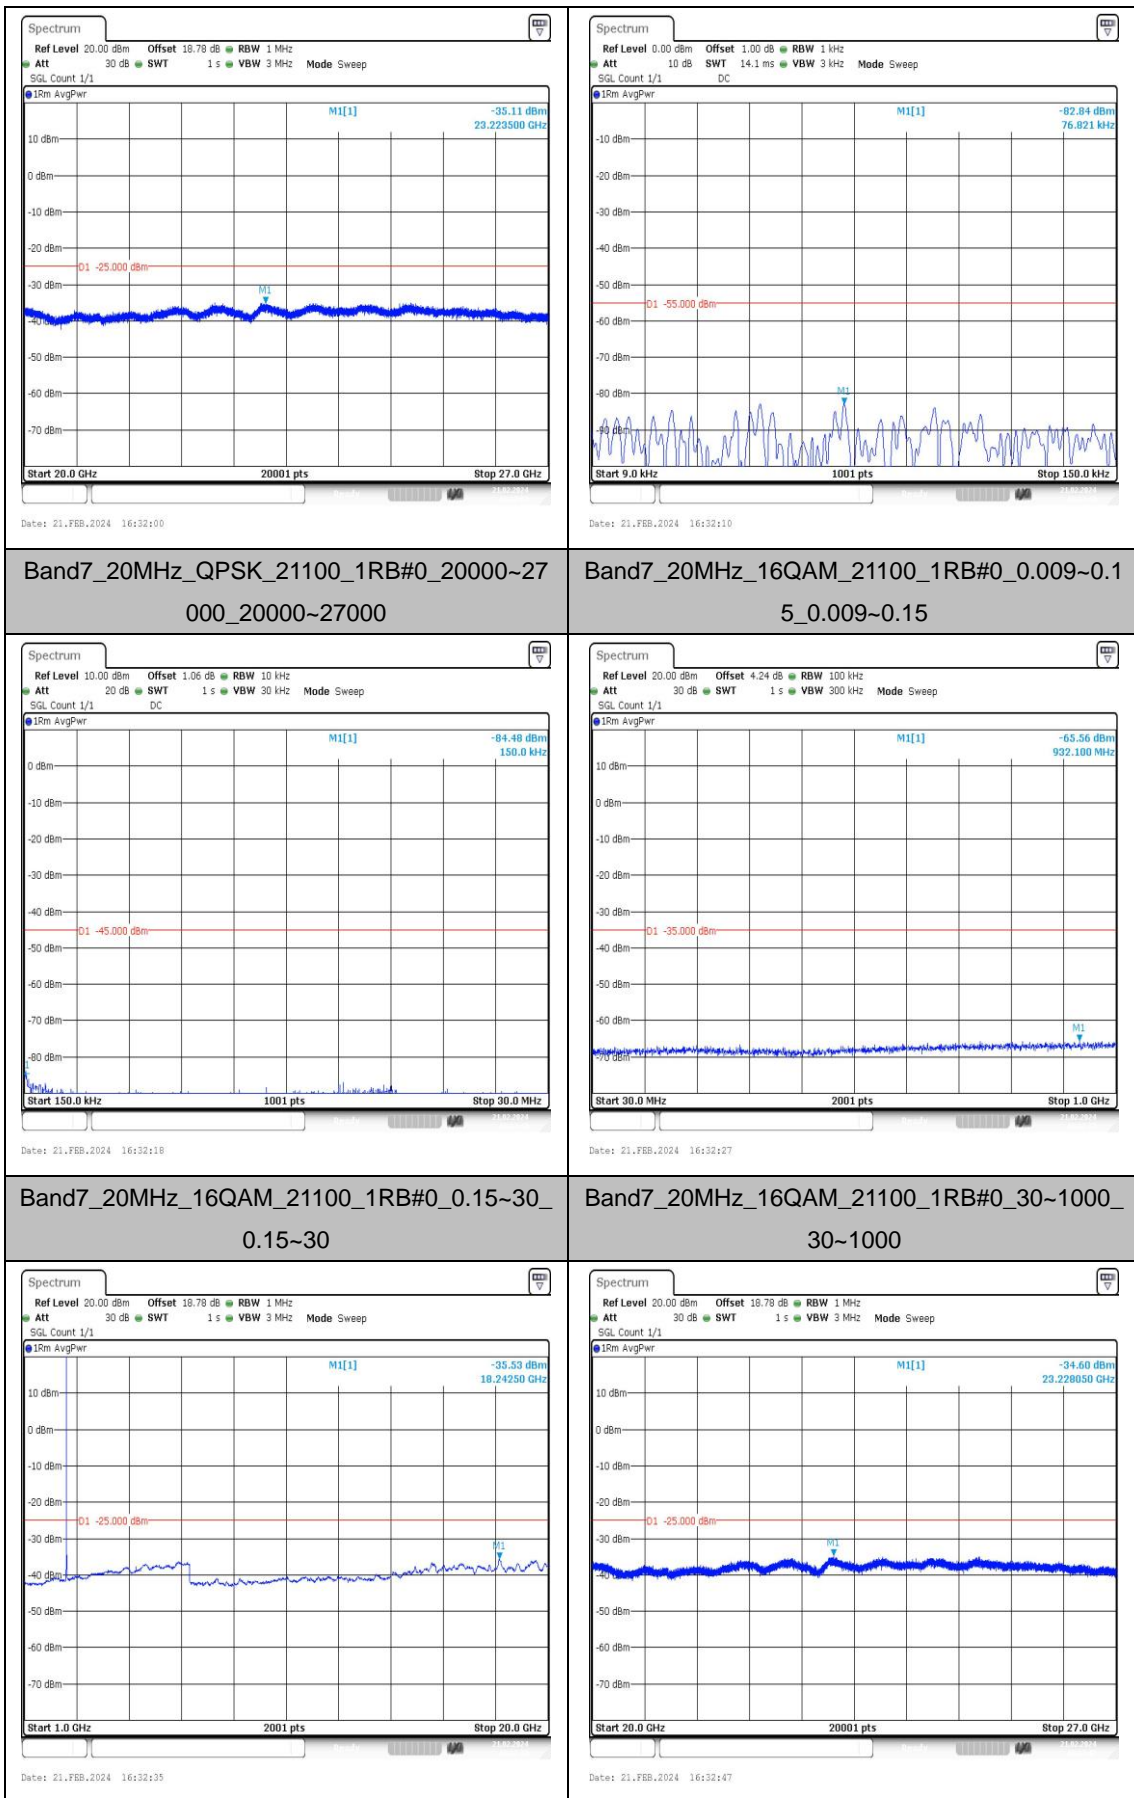 Spectrum
Ref Level 20.00 dBm Offset 18.78 dB RBW 1 MHz
Att 30 dB SWT 1 s VBW 3 MHz Mode Sweep
SGL Count 1/1
1Rm AvgPwr
M1[1] -35.11 dBm
23.223500 GHz
10 dBm
0 dBm
-10 dBm
-20 dBm
D1 -25.000 dBm
-30 dBm
M1
-40 dBm
-50 dBm
-60 dBm
-70 dBm
Start 20.0 GHz 20001 pts Stop 27.0 GHz
Date: 21.FEB.2024 16:32:00
Spectrum
Ref Level 0.00 dBm Offset 1.00 dB RBW 1 kHz
Att 10 dB SWT 14.1 ms VBW 3 kHz Mode Sweep
SGL Count 1/1 DC
1Rm AvgPwr
M1[1] -82.84 dBm
76.821 kHz
-10 dBm
-20 dBm
-30 dBm
-40 dBm
-50 dBm
D1 -55.000 dBm
-60 dBm
-70 dBm
-80 dBm
M1
-90 dBm
Start 9.0 kHz 1001 pts Stop 150.0 kHz
Date: 21.FEB.2024 16:32:10
Band7_20MHz_QPSK_21100_1RB#0_20000~27
000_20000~27000
Band7_20MHz_16QAM_21100_1RB#0_0.009~0.1
5_0.009~0.15
Spectrum
Ref Level 10.00 dBm Offset 1.06 dB RBW 10 kHz
Att 20 dB SWT 1 s VBW 30 kHz Mode Sweep
SGL Count 1/1 DC
1Rm AvgPwr
M1[1] -84.48 dBm
150.0 kHz
0 dBm
-10 dBm
-20 dBm
-30 dBm
-40 dBm
D1 -45.000 dBm
-50 dBm
-60 dBm
-70 dBm
-80 dBm
Start 150.0 kHz 1001 pts Stop 30.0 MHz
Date: 21.FEB.2024 16:32:18
Spectrum
Ref Level 20.00 dBm Offset 4.24 dB RBW 100 kHz
Att 30 dB SWT 1 s VBW 300 kHz Mode Sweep
SGL Count 1/1
1Rm AvgPwr
M1[1] -65.56 dBm
932.100 MHz
10 dBm
0 dBm
-10 dBm
-20 dBm
-30 dBm
D1 -35.000 dBm
-40 dBm
-50 dBm
-60 dBm
M1
-70 dBm
Start 30.0 MHz 2001 pts Stop 1.0 GHz
Date: 21.FEB.2024 16:32:27
Band7_20MHz_16QAM_21100_1RB#0_0.15~30_
0.15~30
Band7_20MHz_16QAM_21100_1RB#0_30~1000_
30~1000
Spectrum
Ref Level 20.00 dBm Offset 18.78 dB RBW 1 MHz
Att 30 dB SWT 1 s VBW 3 MHz Mode Sweep
SGL Count 1/1
1Rm AvgPwr
M1[1] -35.53 dBm
18.24250 GHz
10 dBm
0 dBm
-10 dBm
-20 dBm
D1 -25.000 dBm
-30 dBm
M1
-40 dBm
-50 dBm
-60 dBm
-70 dBm
Start 1.0 GHz 2001 pts Stop 20.0 GHz
Date: 21.FEB.2024 16:32:35
Spectrum
Ref Level 20.00 dBm Offset 18.78 dB RBW 1 MHz
Att 30 dB SWT 1 s VBW 3 MHz Mode Sweep
SGL Count 1/1
1Rm AvgPwr
M1[1] -34.60 dBm
23.228050 GHz
10 dBm
0 dBm
-10 dBm
-20 dBm
D1 -25.000 dBm
-30 dBm
M1
-40 dBm
-50 dBm
-60 dBm
-70 dBm
Start 20.0 GHz 20001 pts Stop 27.0 GHz
Date: 21.FEB.2024 16:32:47